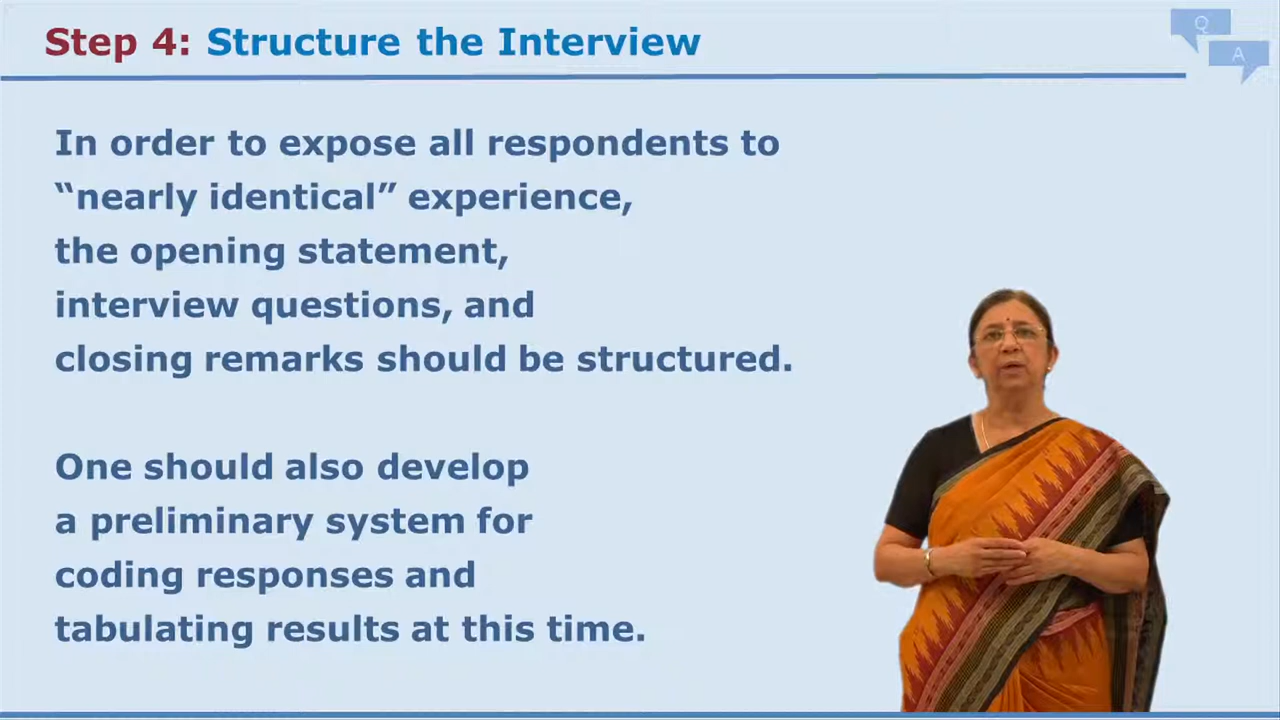 Step 4: Structure the Interview
Q
A
In order to expose all respondents to
“nearly identical” experience,
the opening statement,
interview questions, and
closing remarks should be structured.
One should also develop
a preliminary system for
coding responses and
tabulating results at this time.